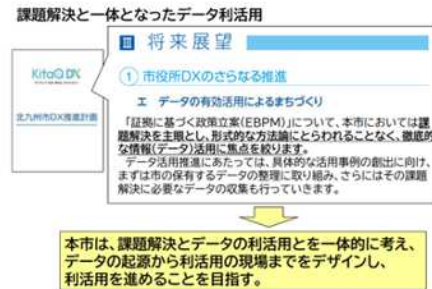 課題解決と一体となったデータ利活用
将来展望
① 市役所DXのさらなる推進
エ データの有効活用によるまちづくり
「証拠に基づく政策立案(EBPM)」について、本市においては課
題解決を主眼とし、形式的な方法論にとらわれることなく、徹底的
な情報(データ)活用に焦点を絞ります。
データ活用推進にあたっては、具体的な活用事例の創出に向け、
まずは市の保有するデータの整理に取り組み、さらにはその課題
解決に必要なデータの収集も行っていきます。
KitaQ DX
北九州市DX推進計画
本市は、課題解決とデータの利活用とを一体的に考え、
データの起源から利活用の現場までをデザインし、
利活用を進めることを目指す。